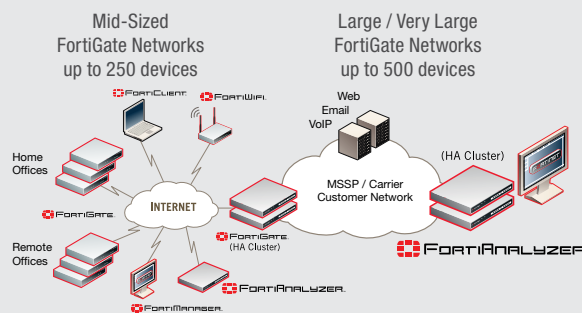 Mid-Sized
FortiGate Networks
up to 250 devices
Large / Very Large
FortiGate Networks
up to 500 devices
FORTICLIENT.
FORTIWIFI.
Web
Email
VoIP
Home
Offices
(HA Cluster)
MSSP / Carrier
Customer Network
INTERNET
FORTIGATE.
FORTIGATE.
(HA Cluster)
FORTIANALYZER
Remote
Offices
FORTIMANAGER.
FORTIANALYZER.